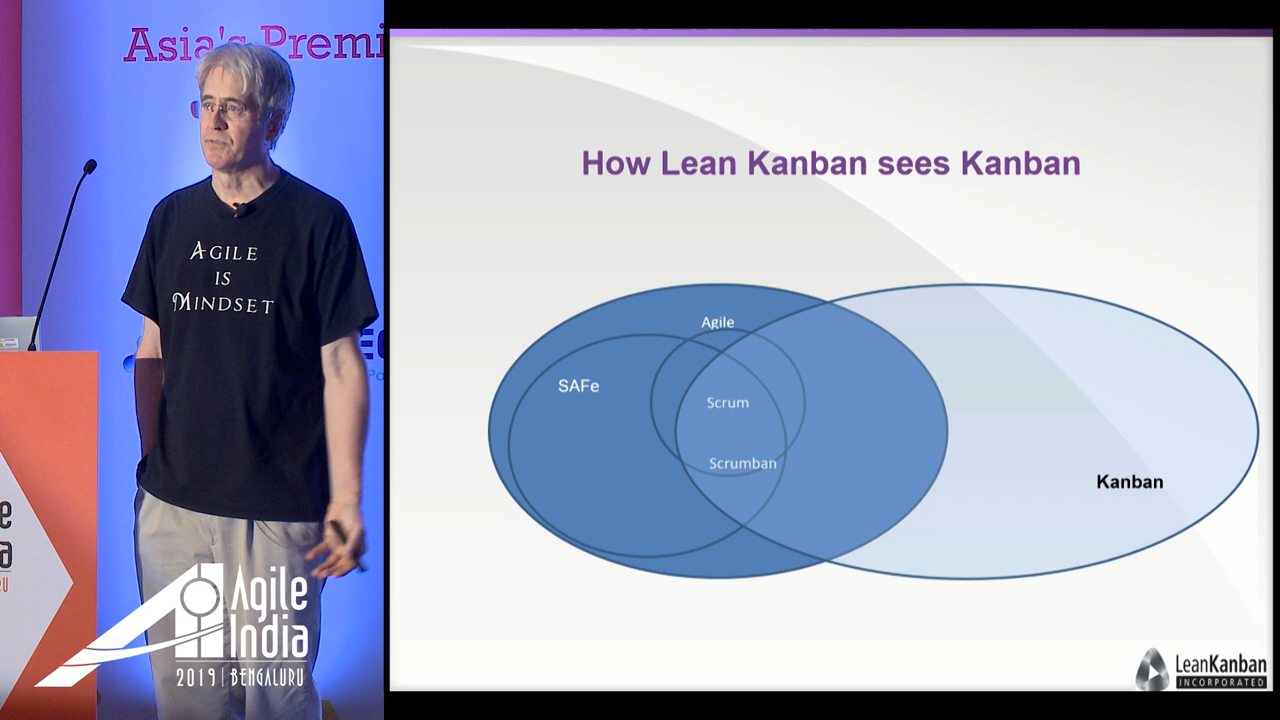 Asia's Premi
AGILE
IS
MINDSET
Agile
India
2019 | BENGALURU
How Lean Kanban sees Kanban
Agile
SAFe
Scrum
Scrumban
Kanban
LeanKanban
INCORPORATED